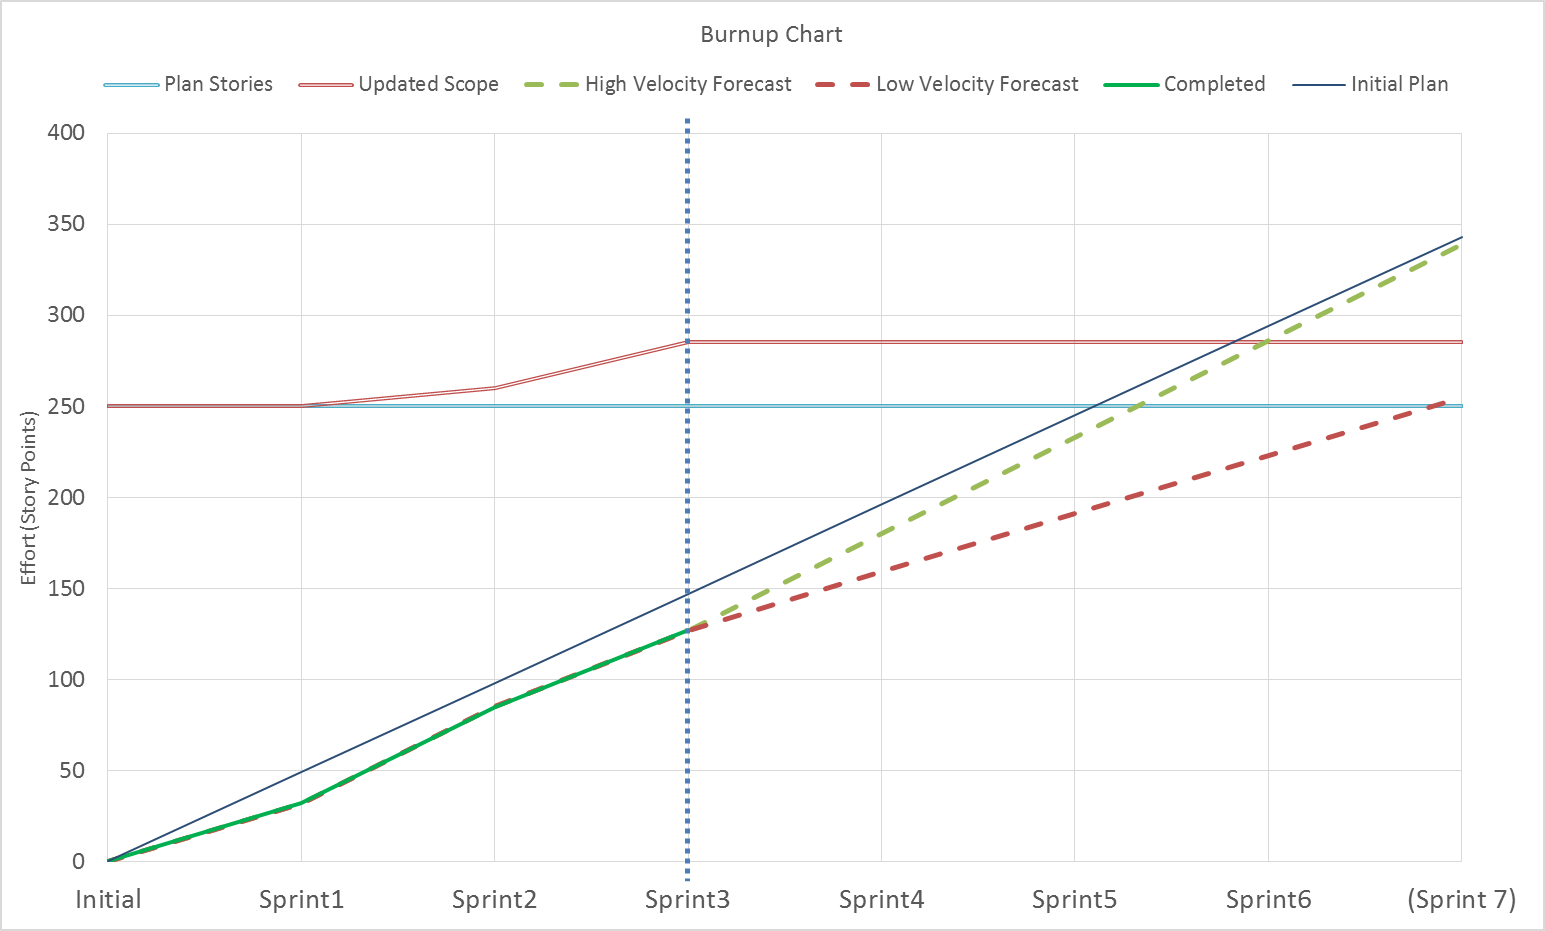 Burnup Chart
Plan Stories Updated Scope High Velocity Forecast Low Velocity Forecast Completed Initial Plan
400
350
300
250
200
150
100
50
0
Effort (Story Points)
Initial Sprint1 Sprint2 Sprint3 Sprint4 Sprint5 Sprint6 (Sprint 7)